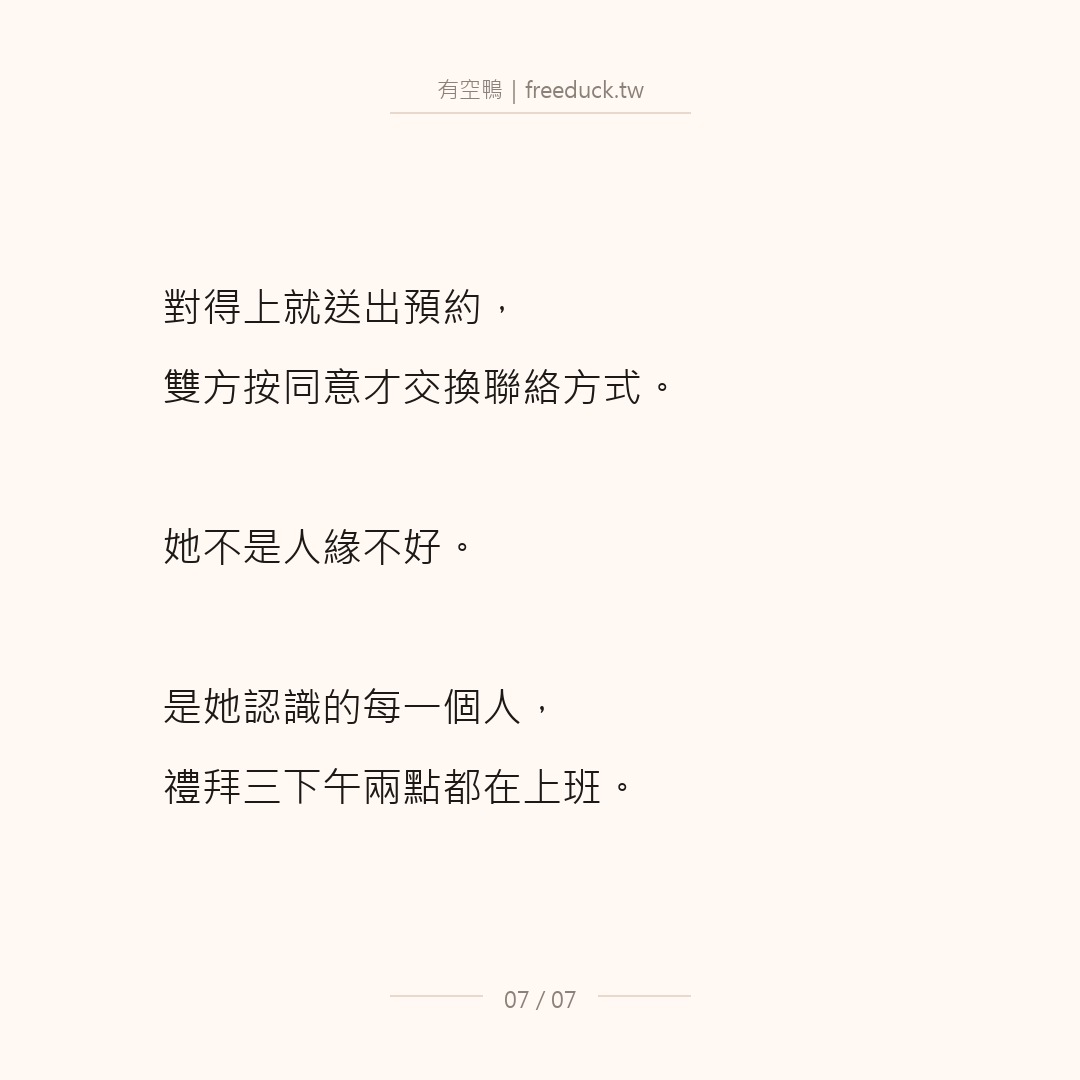 有空鴨｜freeduck.tw
對得上就送出預約，
雙方按同意才交換聯絡方式。
她不是人緣不好。
是她認識的每一個人，
禮拜三下午兩點都在上班。
07 / 07